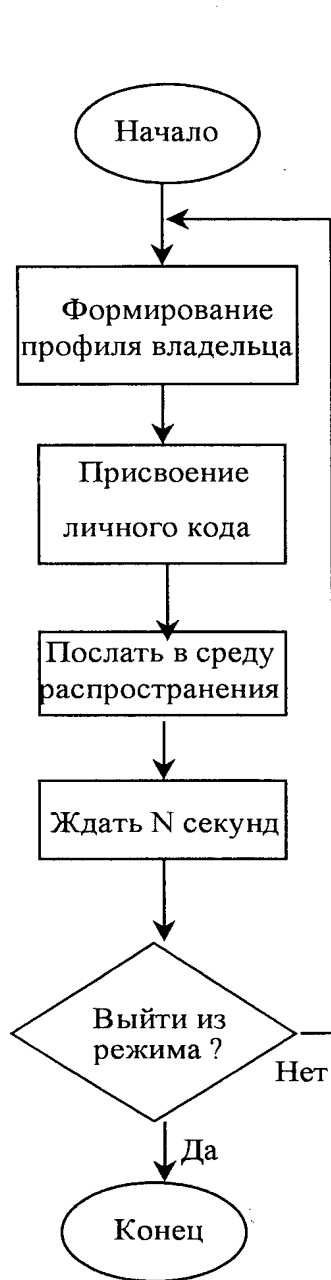 Начало
Формирование
профиля владельца
Присвоение
личного кода
Послать в среду
распространения
Ждать N секунд
Выйти из
режима ?
Нет
Да
Конец